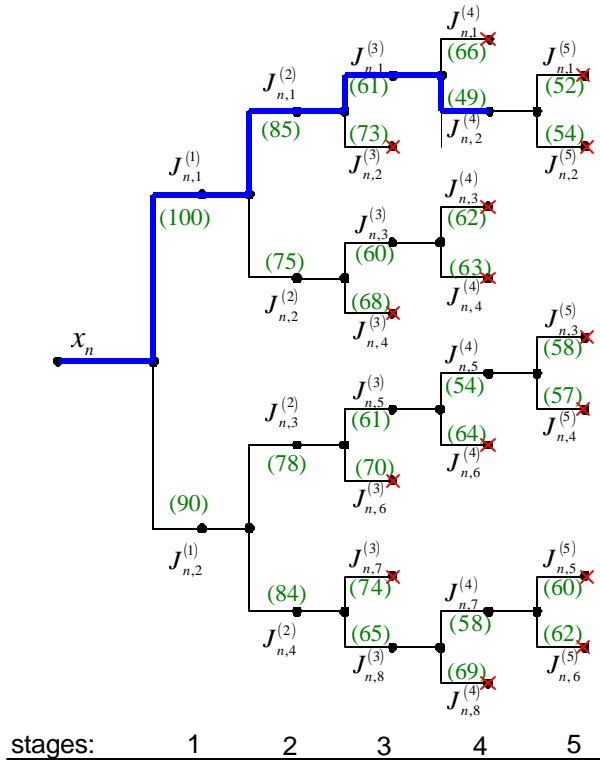 J_{n,1}^{(4)}
(66)
J_{n,1}^{(3)}
(61)
J_{n,1}^{(5)}
(52)
J_{n,1}^{(2)}
(85)
(49)
J_{n,2}^{(4)}
(73)
J_{n,2}^{(3)}
(54)
J_{n,2}^{(5)}
J_{n,1}^{(1)}
(100)
J_{n,3}^{(4)}
(62)
J_{n,3}^{(3)}
(60)
(75)
J_{n,2}^{(2)}
(63)
J_{n,4}^{(4)}
(68)
J_{n,4}^{(3)}
x_n
J_{n,3}^{(5)}
(58)
J_{n,5}^{(4)}
(54)
J_{n,5}^{(3)}
(61)
(57)
J_{n,4}^{(5)}
J_{n,3}^{(2)}
(78)
(64)
J_{n,6}^{(4)}
(70)
J_{n,6}^{(3)}
(90)
J_{n,2}^{(1)}
J_{n,7}^{(3)}
(74)
J_{n,5}^{(5)}
(60)
(84)
J_{n,4}^{(2)}
J_{n,7}^{(4)}
(58)
(65)
J_{n,8}^{(3)}
(62)
J_{n,6}^{(5)}
(69)
J_{n,8}^{(4)}
stages: 1 2 3 4 5